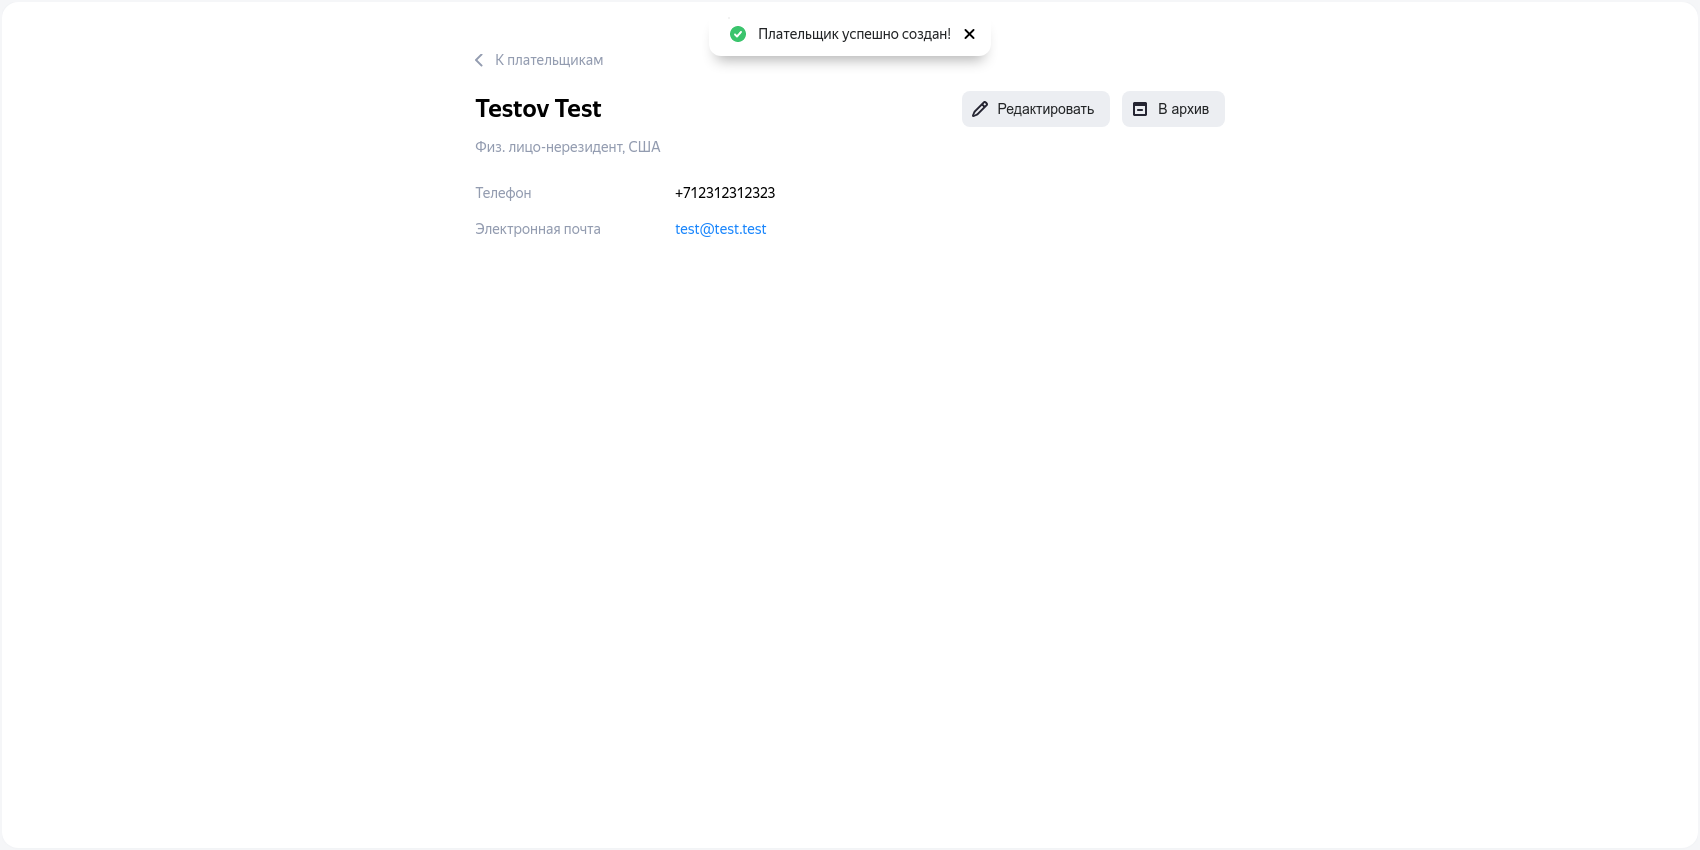 Плательщик успешно создан!
К плательщикам
Testov Test
Редактировать
В архив
Физ. лицо-нерезидент, США
Телефон +712312312323
Электронная почта test@test.test